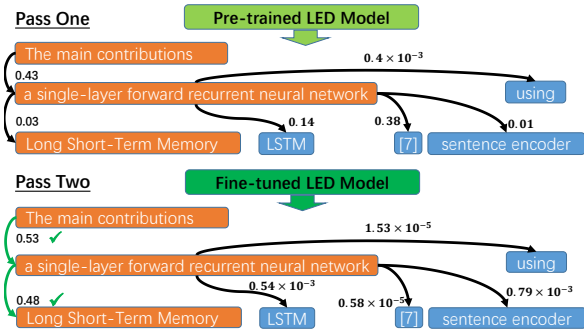 Pass One
Pre-trained LED Model
The main contributions
0.4 × 10⁻³
0.43
a single-layer forward recurrent neural network
using
0.03
0.14
0.38
0.01
Long Short-Term Memory
LSTM
[7]
sentence encoder
Pass Two
Fine-tuned LED Model
The main contributions
0.53 ✓
1.53 × 10⁻⁵
a single-layer forward recurrent neural network
using
0.48 ✓
0.54 × 10⁻³
0.58 × 10⁻⁵
0.79 × 10⁻³
Long Short-Term Memory
LSTM
[7]
sentence encoder